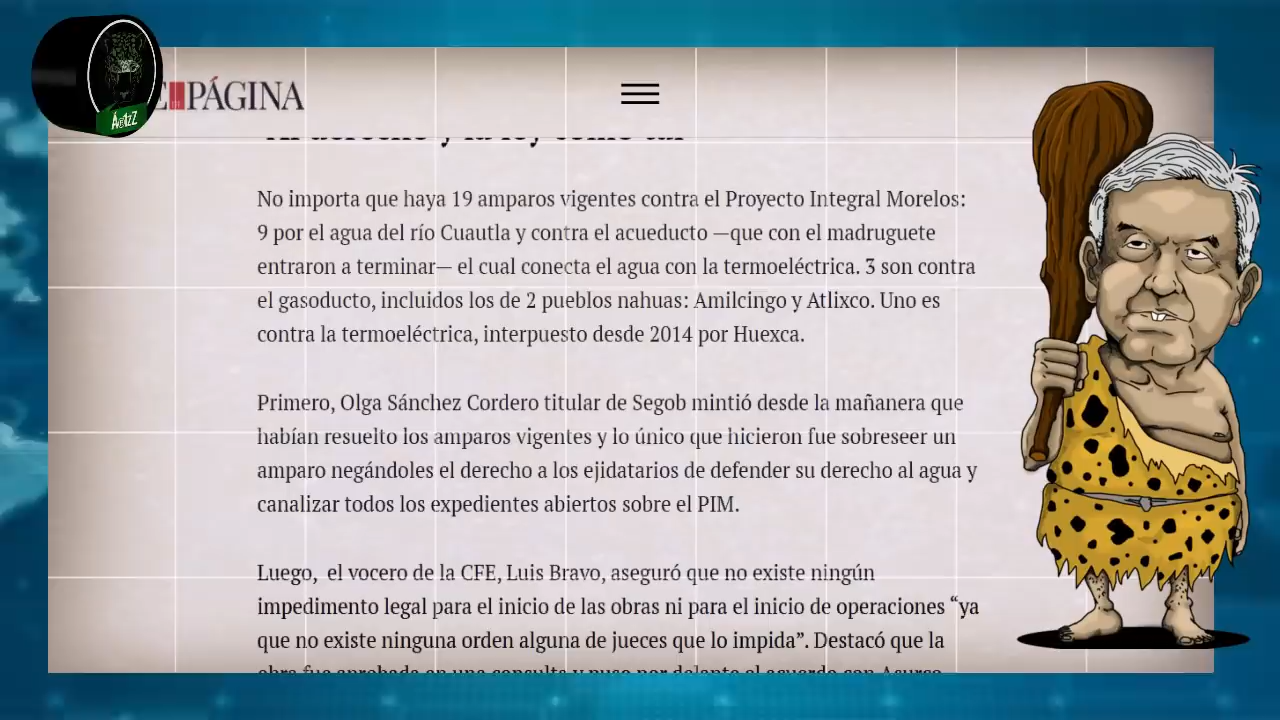 PÁGINA
AztzZ
No importa que haya 19 amparos vigentes contra el Proyecto Integral Morelos:
9 por el agua del río Cuautla y contra el acueducto —que con el madruguete
entraron a terminar— el cual conecta el agua con la termoeléctrica. 3 son contra
el gasoducto, incluidos los de 2 pueblos nahuas: Amilcingo y Atlixco. Uno es
contra la termoeléctrica, interpuesto desde 2014 por Huexca.
Primero, Olga Sánchez Cordero titular de Segob mintió desde la mañanera que
habían resuelto los amparos vigentes y lo único que hicieron fue sobreseer un
amparo negándoles el derecho a los ejidatarios de defender su derecho al agua y
canalizar todos los expedientes abiertos sobre el PIM.
Luego, el vocero de la CFE, Luis Bravo, aseguró que no existe ningún
impedimento legal para el inicio de las obras ni para el inicio de operaciones “ya
que no existe ninguna orden alguna de jueces que lo impida”. Destacó que la